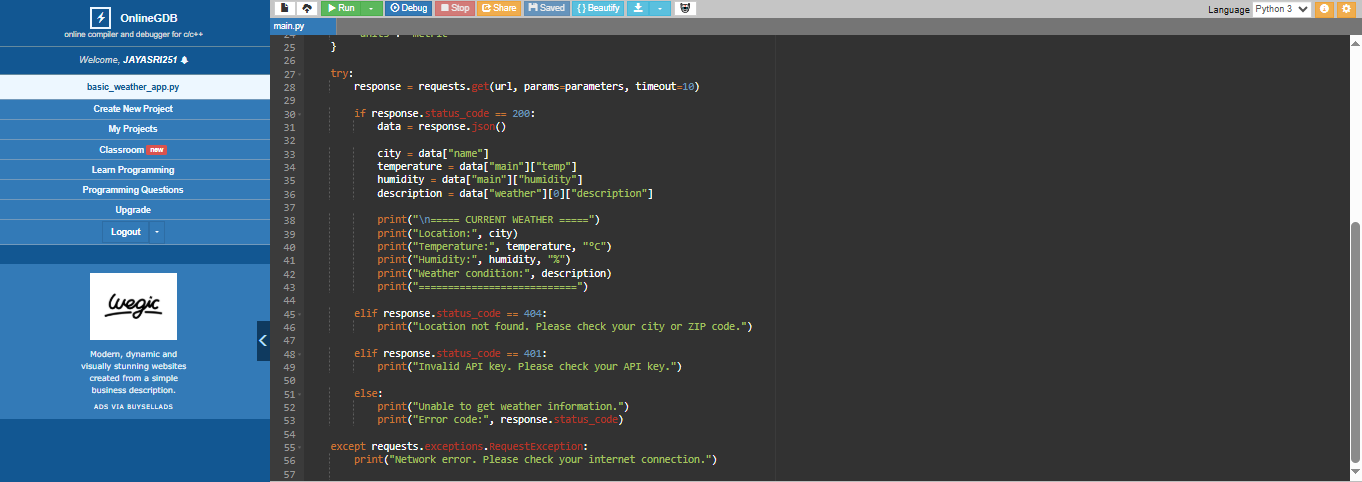 OnlineGDB
online compiler and debugger for c/c++
Welcome, JAYASRI251
basic_weather_app.py
Create New Project
My Projects
Classroom new
Learn Programming
Programming Questions
Upgrade
Logout
wegic
Modern, dynamic and
visually stunning websites
created from a simple
business description.
ADS VIA BUYSELLADS
Run Debug Stop Share Saved {} Beautify
Language Python 3
main.py
24 "units": "metric"
25 }
26
27 try:
28 response = requests.get(url, params=parameters, timeout=10)
29
30 if response.status_code == 200:
31 data = response.json()
32
33 city = data["name"]
34 temperature = data["main"]["temp"]
35 humidity = data["main"]["humidity"]
36 description = data["weather"][0]["description"]
37
38 print("\n===== CURRENT WEATHER =====")
39 print("Location:", city)
40 print("Temperature:", temperature, "°C")
41 print("Humidity:", humidity, "%")
42 print("Weather condition:", description)
43 print("===========================")
44
45 elif response.status_code == 404:
46 print("Location not found. Please check your city or ZIP code.")
47
48 elif response.status_code == 401:
49 print("Invalid API key. Please check your API key.")
50
51 else:
52 print("Unable to get weather information.")
53 print("Error code:", response.status_code)
54
55 except requests.exceptions.RequestException:
56 print("Network error. Please check your internet connection.")
57